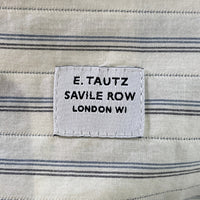 E. TAUTZ
SAVILE ROW
LONDON W1